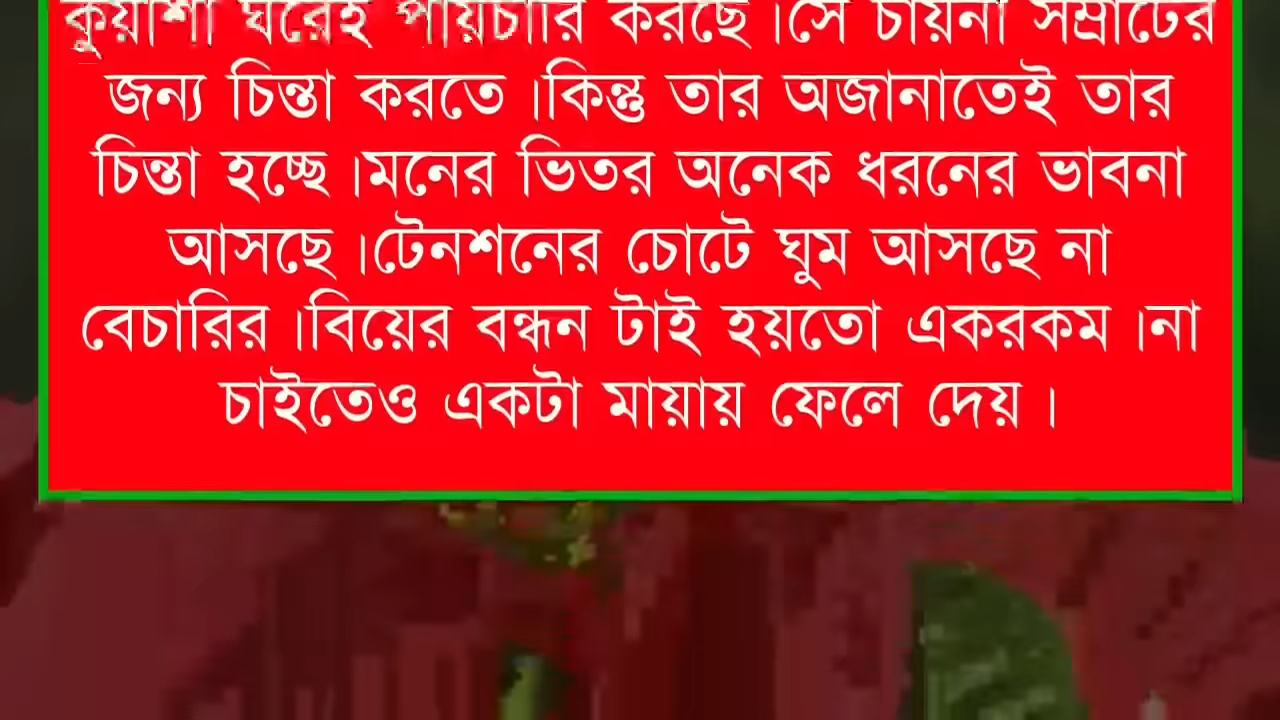 কুয়াশা ঘরেই পায়চারি করছে ।সে চায়না সম্রাটের
জন্য চিন্তা করতে ।কিন্তু তার অজানাতেই তার
চিন্তা হচ্ছে ।মনের ভিতর অনেক ধরনের ভাবনা
আসছে ।টেনশনের চোটে ঘুম আসছে না
বেচারির ।বিয়ের বন্ধন টাই হয়তো একরকম ।না
চাইতেও একটা মায়ায় ফেলে দেয় ।